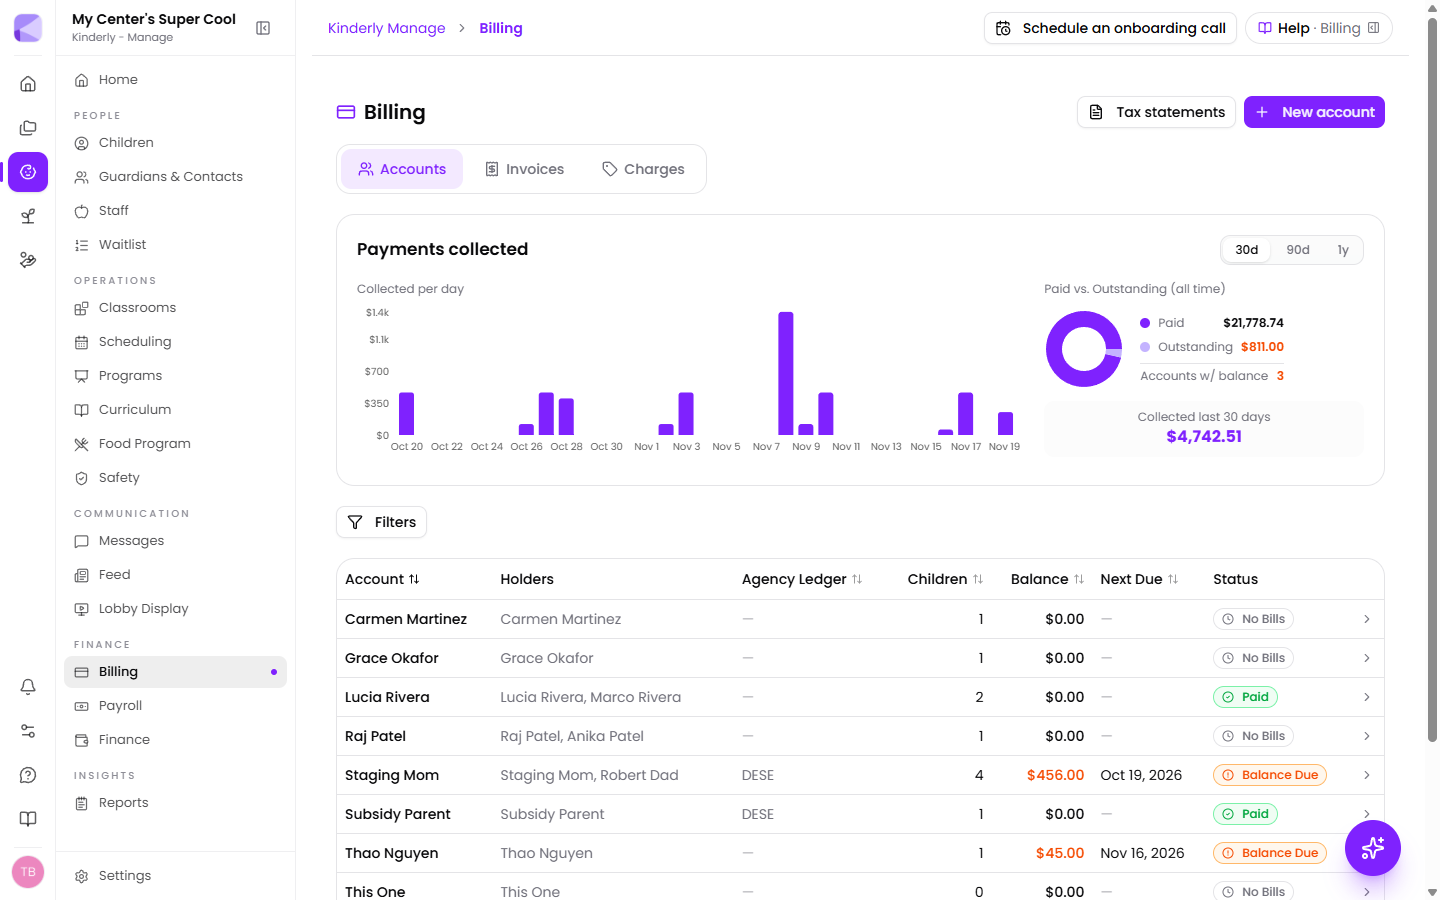 My Center's Super Cool
Kinderly - Manage
Home
PEOPLE
Children
Guardians & Contacts
Staff
Waitlist
OPERATIONS
Classrooms
Scheduling
Programs
Curriculum
Food Program
Safety
COMMUNICATION
Messages
Feed
Lobby Display
FINANCE
Billing
Payroll
Finance
INSIGHTS
Reports
Settings
TB
Kinderly Manage > Billing
Schedule an onboarding call
Help · Billing
Billing
Tax statements
+ New account
Accounts Invoices Charges
Payments collected
30d 90d 1y
Collected per day
$1.4k
$1.1k
$700
$350
$0
Oct 20 Oct 22 Oct 24 Oct 26 Oct 28 Oct 30 Nov 1 Nov 3 Nov 5 Nov 7 Nov 9 Nov 11 Nov 13 Nov 15 Nov 17 Nov 19
Paid vs. Outstanding (all time)
Paid $21,778.74
Outstanding $811.00
Accounts w/ balance 3
Collected last 30 days
$4,742.51
Filters
Account Holders Agency Ledger Children Balance Next Due Status
Carmen Martinez Carmen Martinez — 1 $0.00 — No Bills
Grace Okafor Grace Okafor — 1 $0.00 — No Bills
Lucia Rivera Lucia Rivera, Marco Rivera — 2 $0.00 — Paid
Raj Patel Raj Patel, Anika Patel — 1 $0.00 — No Bills
Staging Mom Staging Mom, Robert Dad DESE 4 $456.00 Oct 19, 2026 Balance Due
Subsidy Parent Subsidy Parent DESE 1 $0.00 — Paid
Thao Nguyen Thao Nguyen — 1 $45.00 Nov 16, 2026 Balance Due
This One This One — 0 $0.00 — No Bills